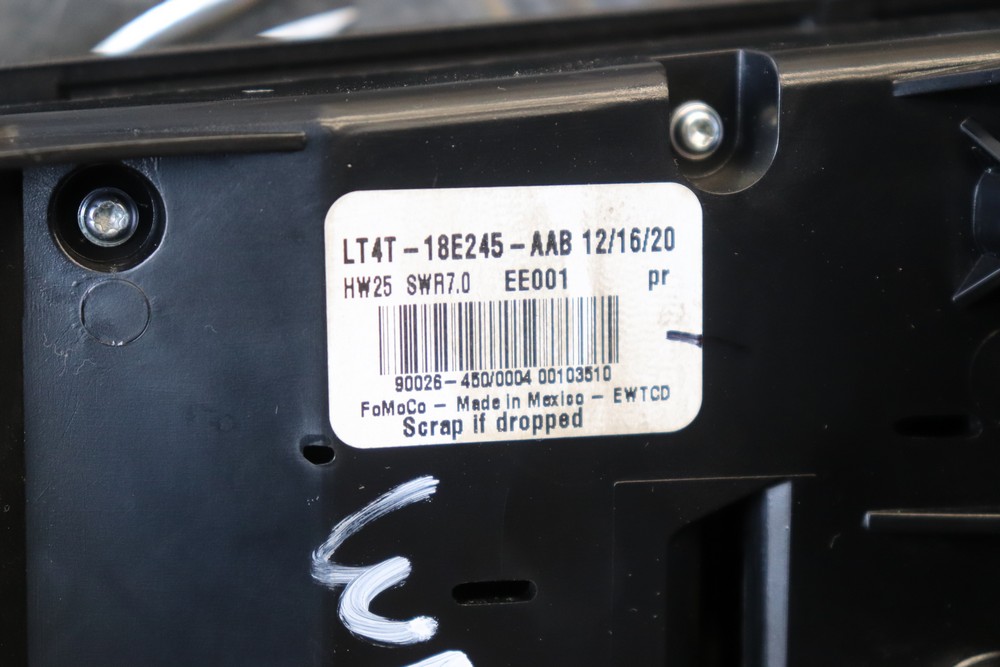 LT4T-18E245-AAB 12/16/20
HW25 SWR7.0 EE001 pr
90026-450/0004 00103510
FoMoCo - Made in Mexico - EWTCD
Scrap if dropped